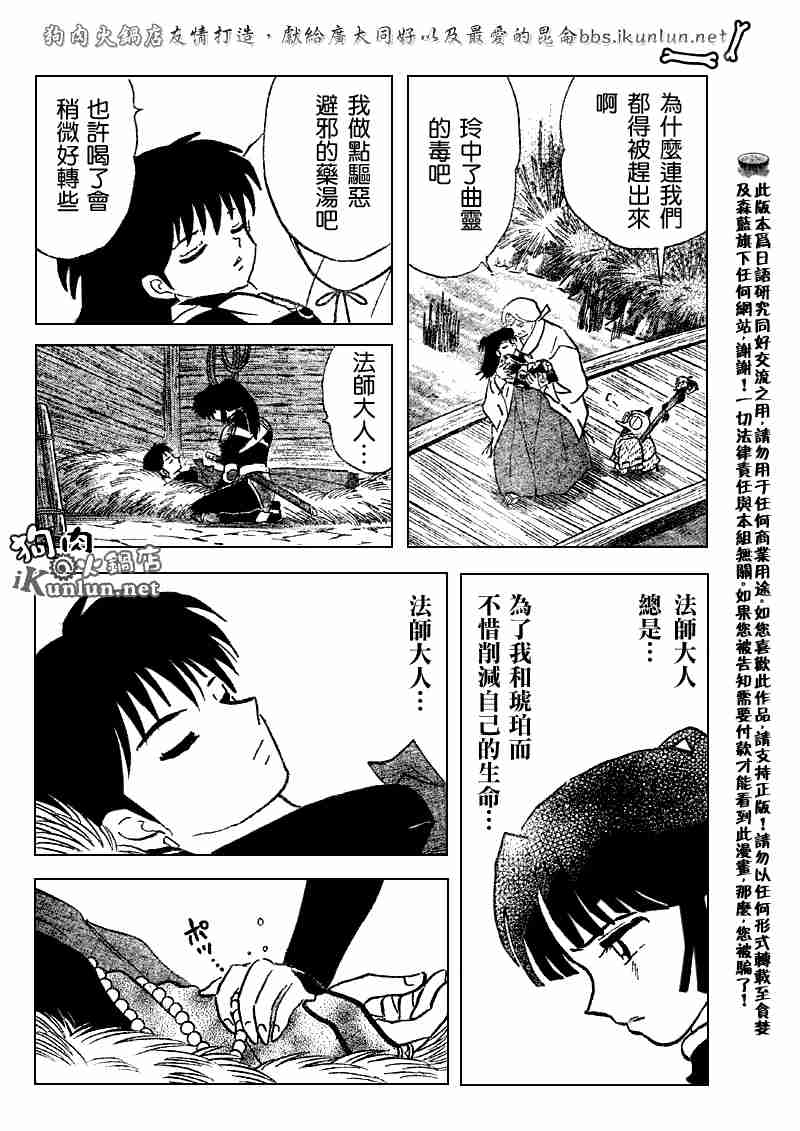 狗肉火鍋店友情打造，獻給廣大同好以及最愛的昆侖bbs.ikunlun.net
為什麼連我們
都得被趕出來
啊
玲中了曲靈
的毒吧
我做點驅惡
避邪的藥湯吧
也許喝了會
稍微好轉些
法師大人…
法師大人
總是…
為了我和琥珀而
不惜削減自己的生命…
法師大人…
ポッ
狗肉
火鍋店
iKunlun.net
此版本爲日語研究同好交流之用，請勿用于任何商業用途。如您喜歡此作品，請支持正版！請勿以任何形式轉載至貪婪
及森藍旗下任何網站，謝謝！一切法律責任與本組無關。如果您被告知需要付款才能看到此漫畫，那麼，您被騙了！